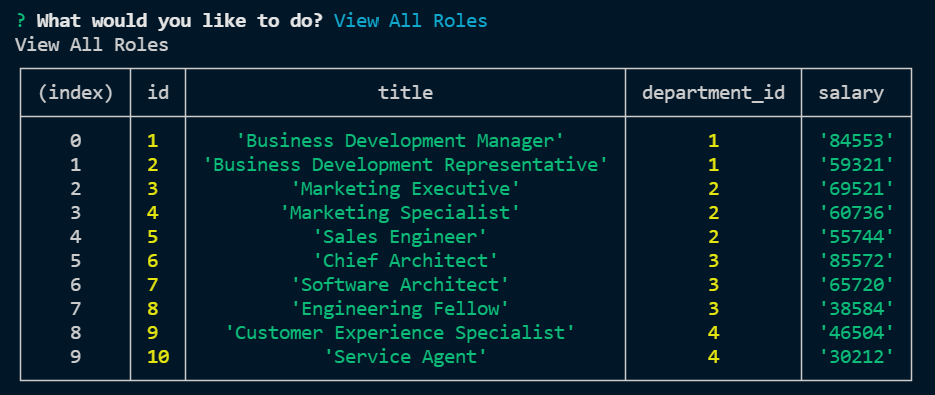 ? What would you like to do? View All Roles
View All Roles
(index) id title department_id salary
0 1 'Business Development Manager' 1 '84553'
1 2 'Business Development Representative' 1 '59321'
2 3 'Marketing Executive' 2 '69521'
3 4 'Marketing Specialist' 2 '60736'
4 5 'Sales Engineer' 2 '55744'
5 6 'Chief Architect' 3 '85572'
6 7 'Software Architect' 3 '65720'
7 8 'Engineering Fellow' 3 '38584'
8 9 'Customer Experience Specialist' 4 '46504'
9 10 'Service Agent' 4 '30212'